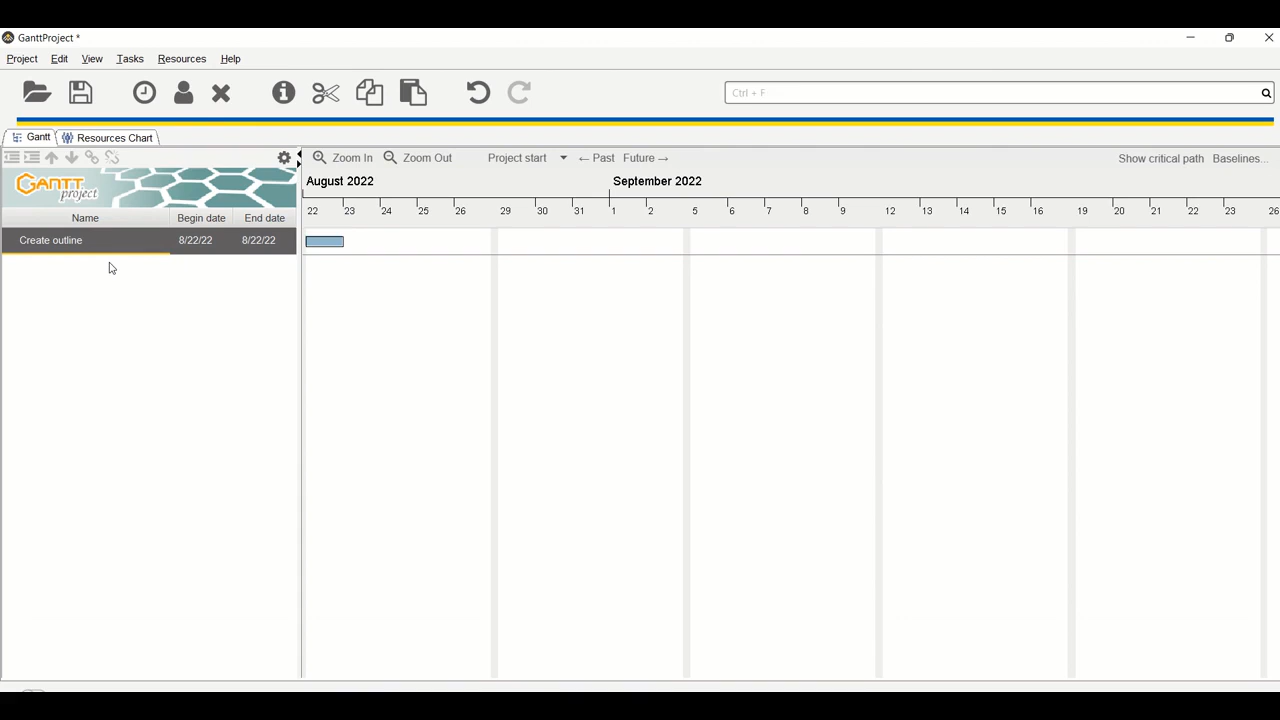 GanttProject *
Project Edit View Tasks Resources Help
Ctrl + F
Gantt Resources Chart
Zoom In Zoom Out Project start ← Past Future → Show critical path Baselines...
August 2022 September 2022
GANTT project
22 23 24 25 26 29 30 31 1 2 5 6 7 8 9 12 13 14 15 16 19 20 21 22 23 26
Name Begin date End date
Create outline 8/22/22 8/22/22